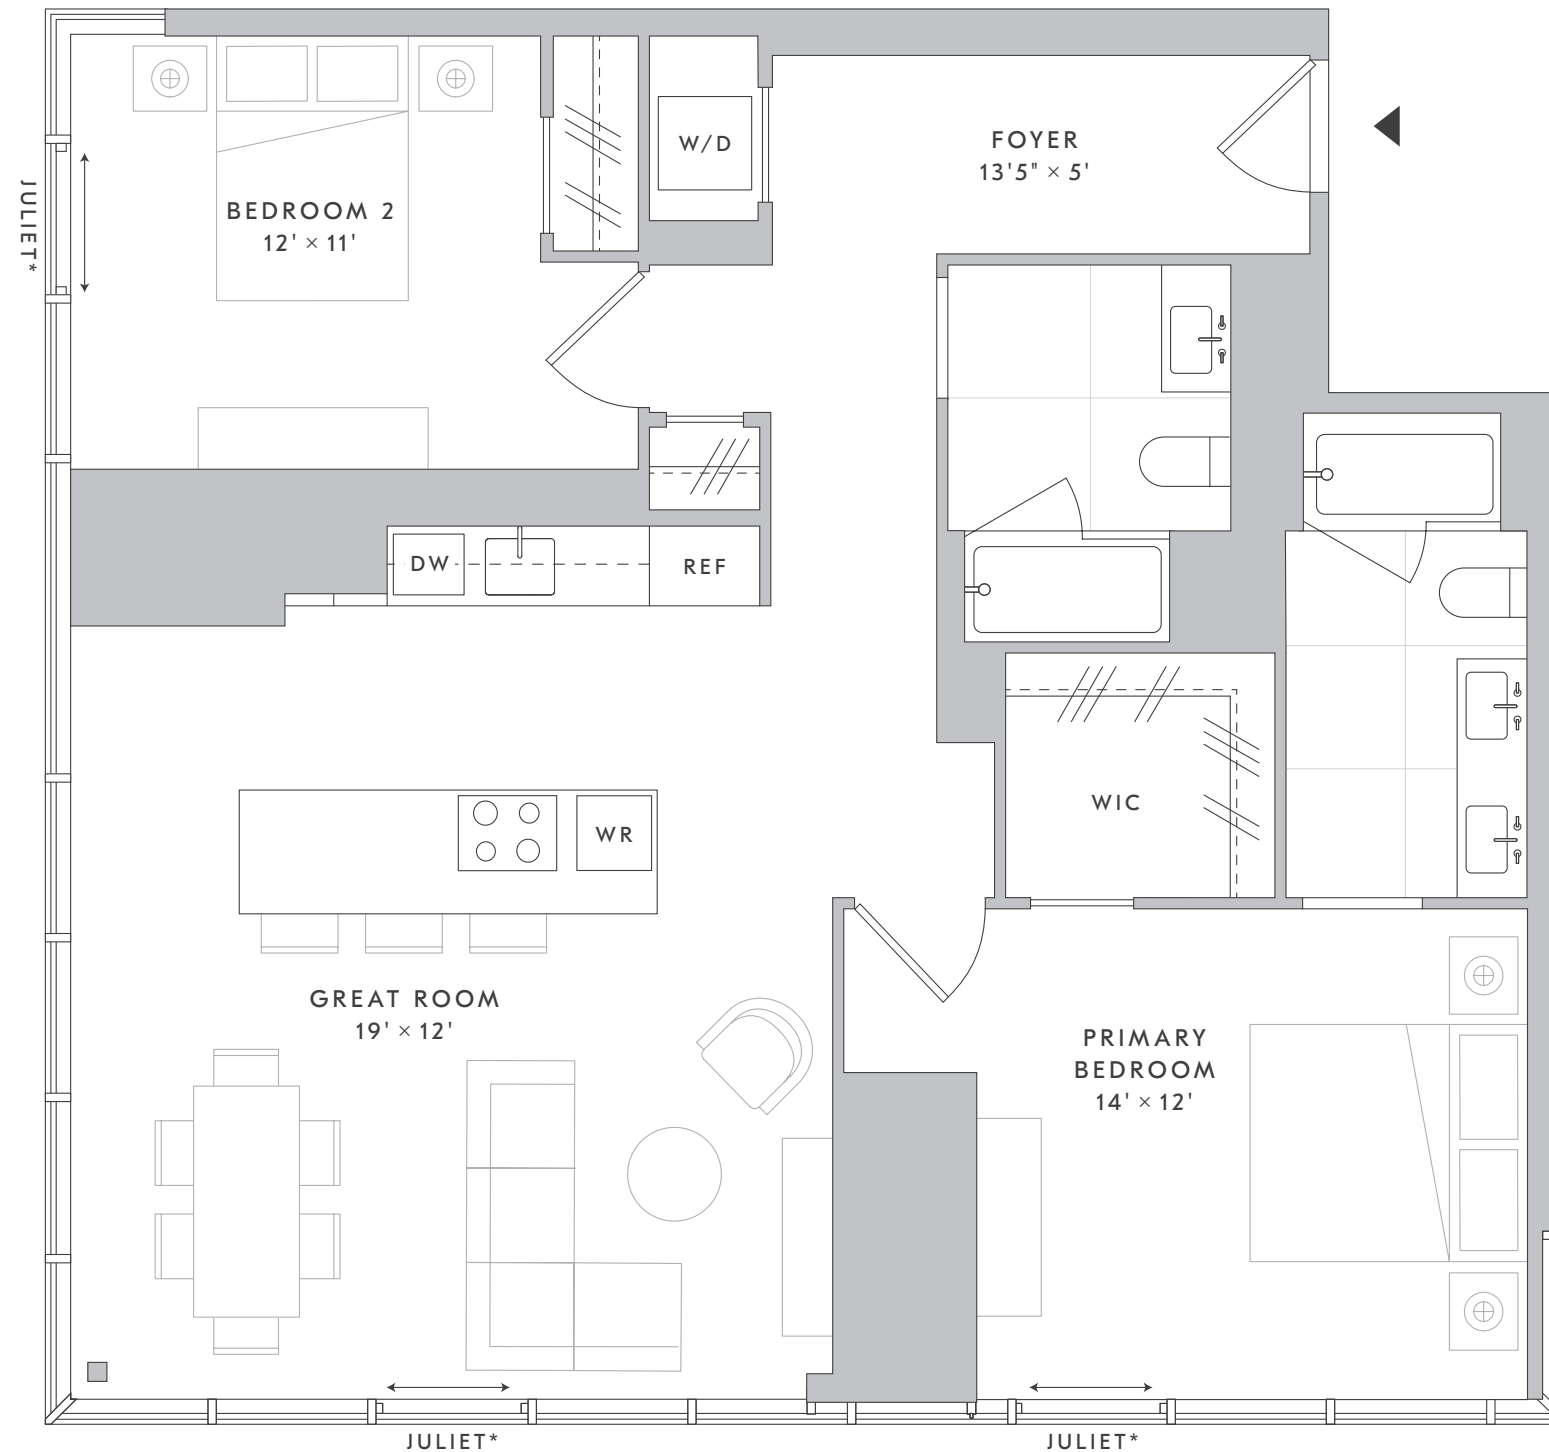 W/D
FOYER
13'5" × 5'
JULIET*
BEDROOM 2
12' × 11'
DW
REF
WIC
WR
GREAT ROOM
19' × 12'
PRIMARY
BEDROOM
14' × 12'
JULIET*
JULIET*